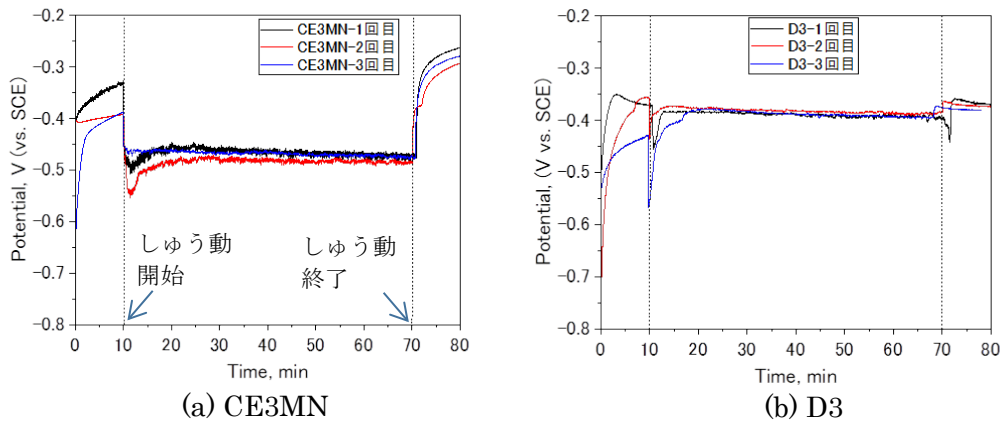 -0.2
-0.3
-0.4
-0.5
-0.6
-0.7
-0.8
Potential, V (vs. SCE)
CE3MN-1回目
CE3MN-2回目
CE3MN-3回目
しゅう動
開始
しゅう動
終了
0 10 20 30 40 50 60 70 80
Time, min
(a) CE3MN
-0.2
-0.3
-0.4
-0.5
-0.6
-0.7
-0.8
Potential, (V vs. SCE)
D3-1回目
D3-2回目
D3-3回目
0 10 20 30 40 50 60 70 80
Time, min
(b) D3